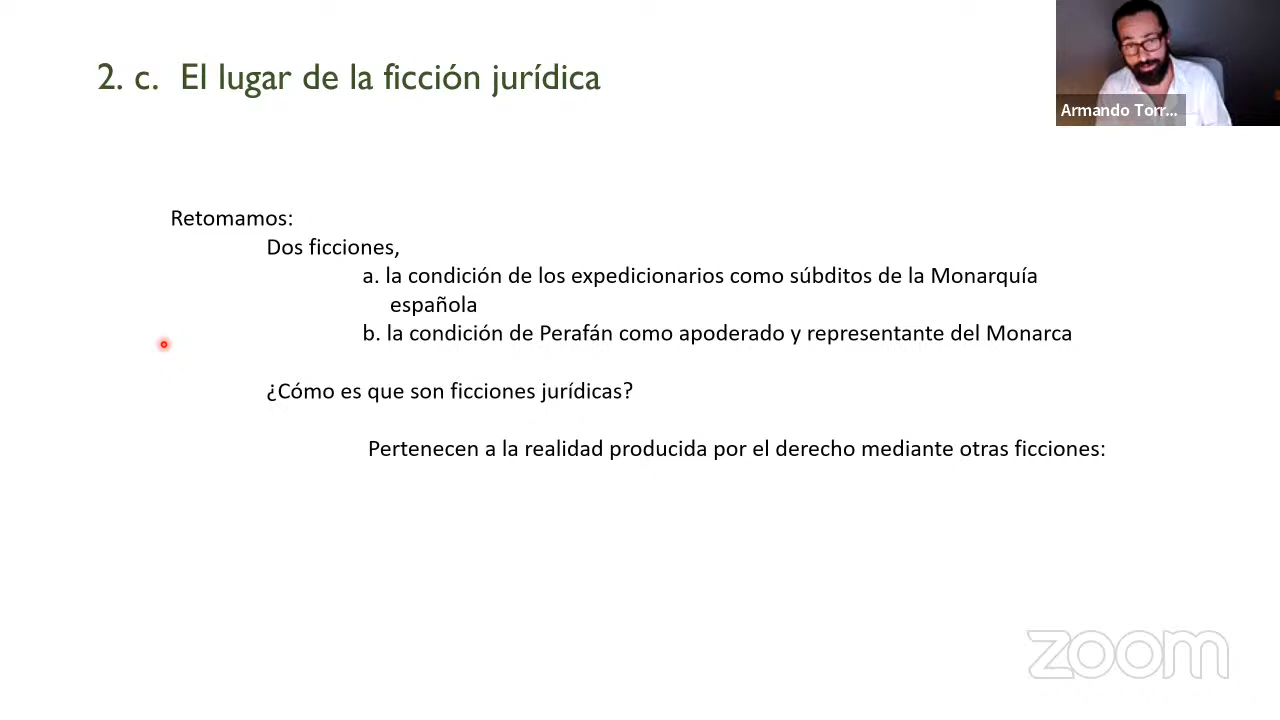 2. c. El lugar de la ficción jurídica
Armando Torr...
Retomamos:
Dos ficciones,
a. la condición de los expedicionarios como súbditos de la Monarquía
española
b. la condición de Perafán como apoderado y representante del Monarca
¿Cómo es que son ficciones jurídicas?
Pertenecen a la realidad producida por el derecho mediante otras ficciones:
zoom